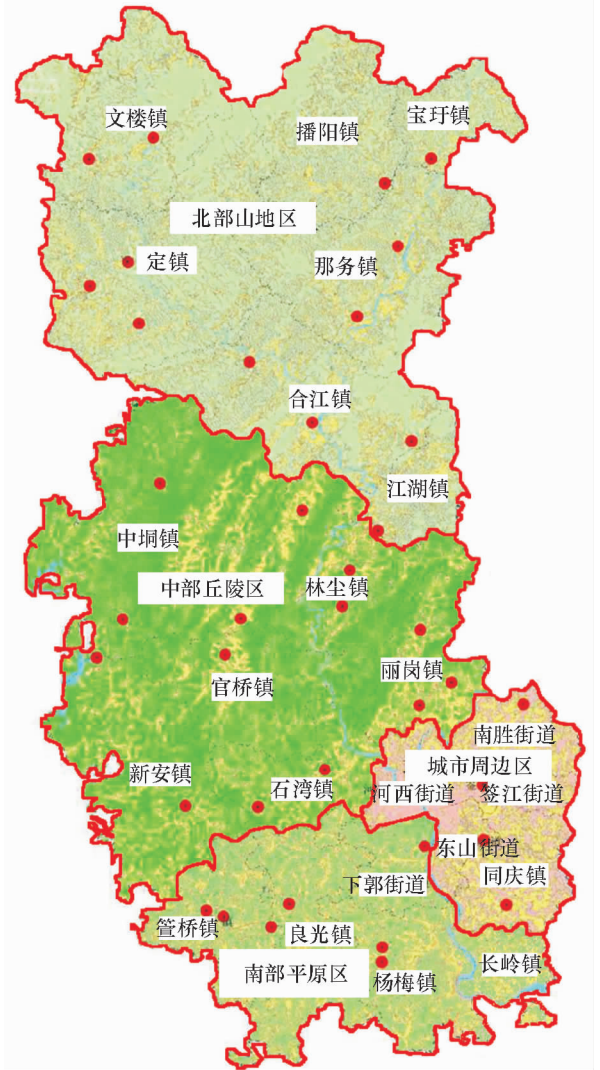 文楼镇
播阳镇
宝玗镇
北部山地区
定镇
那务镇
合江镇
江湖镇
中垌镇
中部丘陵区
林尘镇
丽岗镇
官桥镇
南胜街道
城市周边区
新安镇
石湾镇
河西街道
鉴江街道
东山街道
下郭街道
同庆镇
笪桥镇
良光镇
长岭镇
南部平原区
杨梅镇